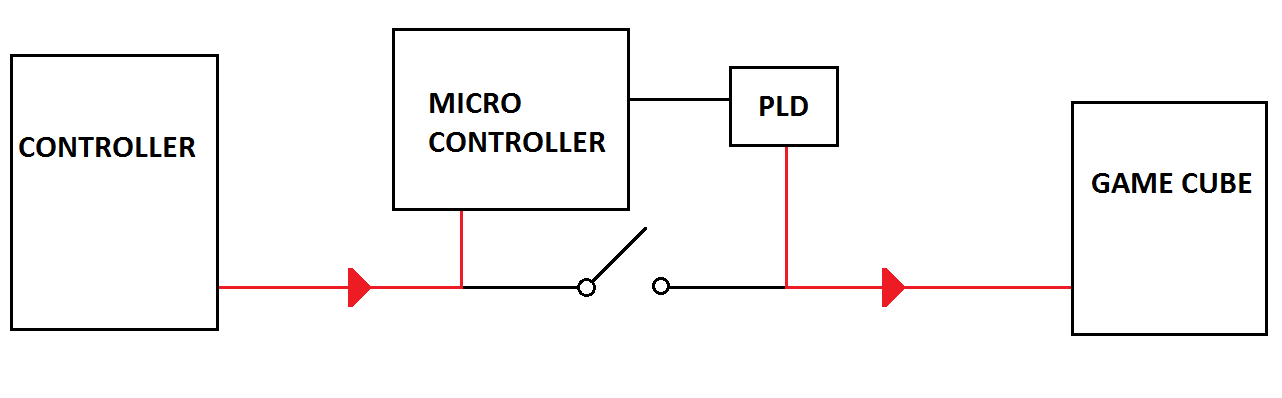 CONTROLLER
MICRO
CONTROLLER
PLD
GAME CUBE